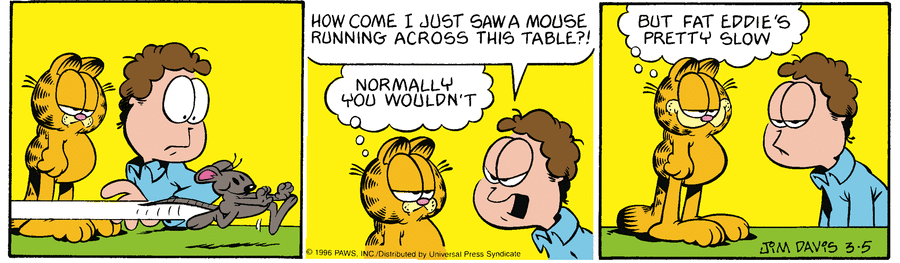 HOW COME I JUST SAW A MOUSE
RUNNING ACROSS THIS TABLE?!
NORMALLY
YOU WOULDN'T
© 1996 PAWS, INC./Distributed by Universal Press Syndicate
BUT FAT EDDIE'S
PRETTY SLOW
JIM DAVIS 3-5